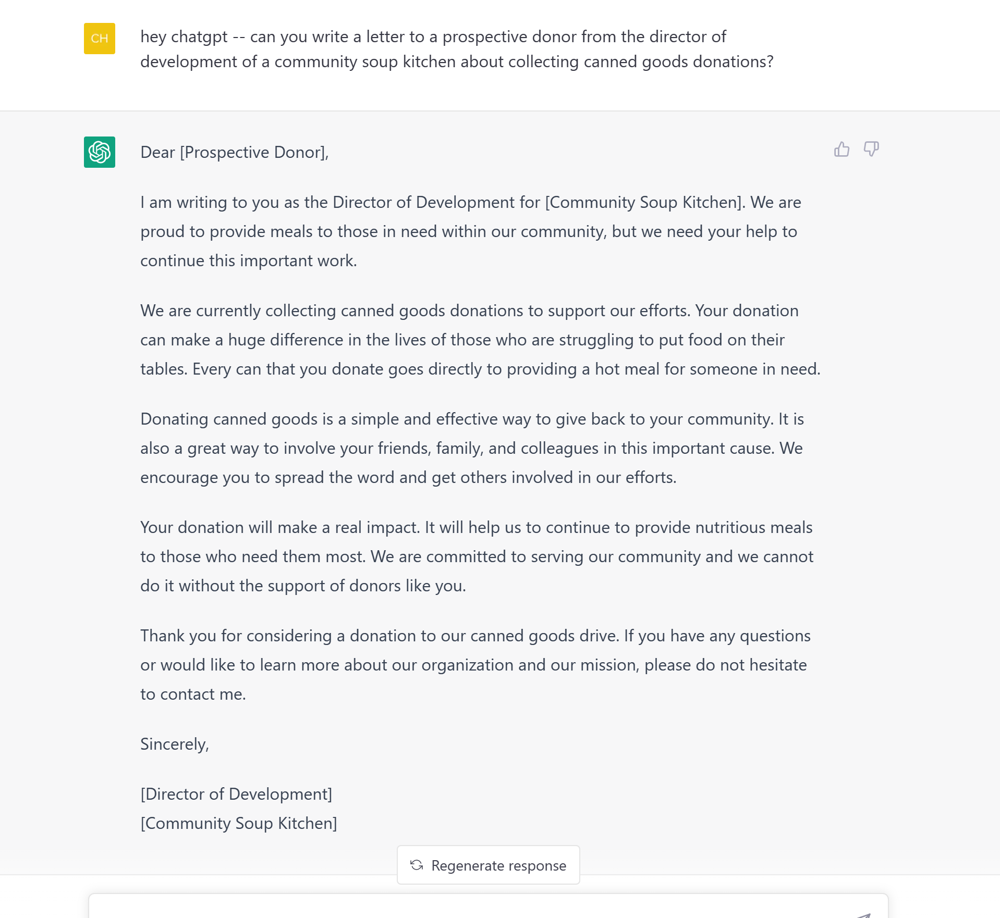 CH
hey chatgpt -- can you write a letter to a prospective donor from the director of
development of a community soup kitchen about collecting canned goods donations?
Dear [Prospective Donor],
I am writing to you as the Director of Development for [Community Soup Kitchen]. We are
proud to provide meals to those in need within our community, but we need your help to
continue this important work.
We are currently collecting canned goods donations to support our efforts. Your donation
can make a huge difference in the lives of those who are struggling to put food on their
tables. Every can that you donate goes directly to providing a hot meal for someone in need.
Donating canned goods is a simple and effective way to give back to your community. It is
also a great way to involve your friends, family, and colleagues in this important cause. We
encourage you to spread the word and get others involved in our efforts.
Your donation will make a real impact. It will help us to continue to provide nutritious meals
to those who need them most. We are committed to serving our community and we cannot
do it without the support of donors like you.
Thank you for considering a donation to our canned goods drive. If you have any questions
or would like to learn more about our organization and our mission, please do not hesitate
to contact me.
Sincerely,
[Director of Development]
[Community Soup Kitchen]
Regenerate response